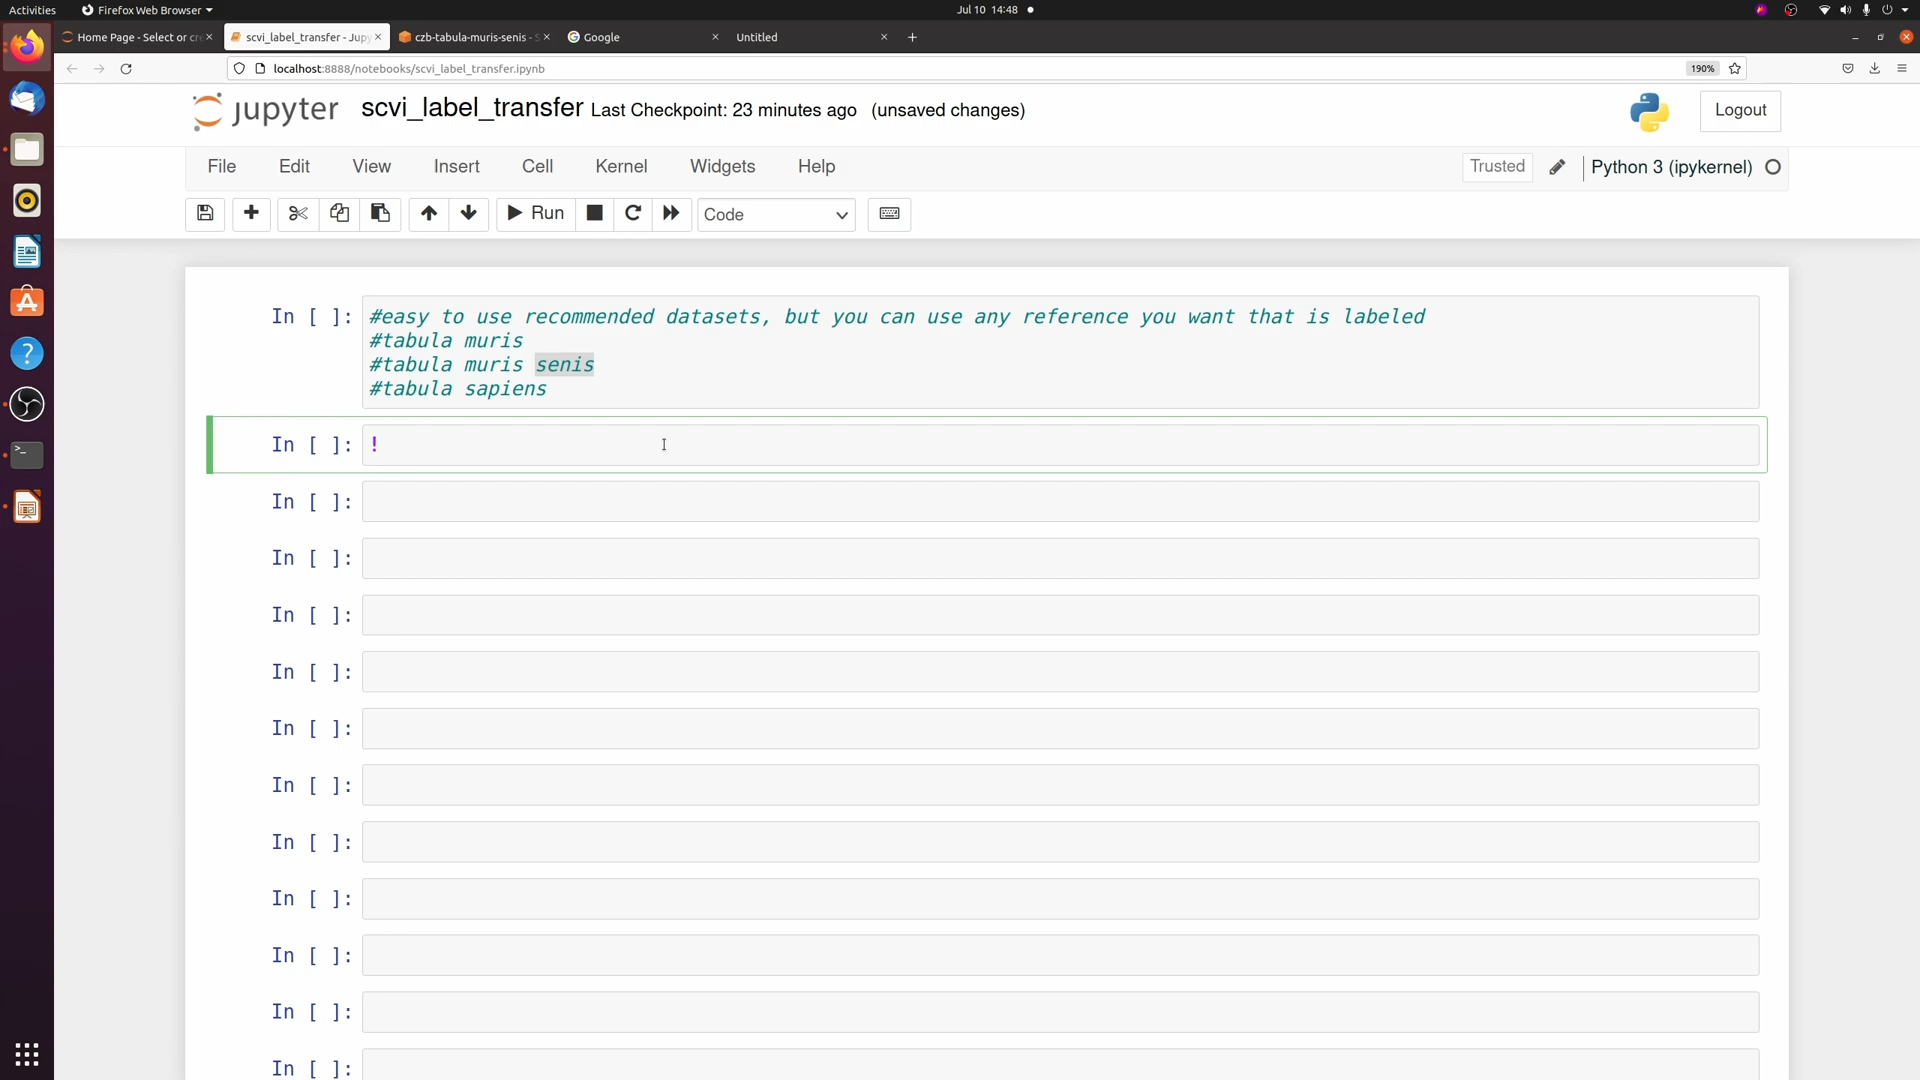 Activities Firefox Web Browser Jul 10 14:48
Home Page - Select or cre scvi_label_transfer - Jupy czb-tabula-muris-senis - S Google Untitled
localhost:8888/notebooks/scvi_label_transfer.ipynb 190%
jupyter scvi_label_transfer Last Checkpoint: 23 minutes ago (unsaved changes) Logout
File Edit View Insert Cell Kernel Widgets Help Trusted Python 3 (ipykernel)
Run Code
In [ ]: #easy to use recommended datasets, but you can use any reference you want that is labeled
#tabula muris
#tabula muris senis
#tabula sapiens
In [ ]: !
In [ ]:
In [ ]:
In [ ]:
In [ ]:
In [ ]:
In [ ]:
In [ ]:
In [ ]:
In [ ]:
In [ ]:
In [ ]: